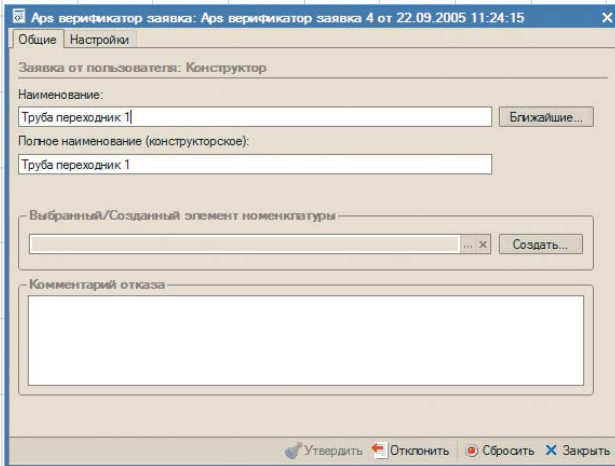 Aps верификатор заявка: Aps верификатор заявка 4 от 22.09.2005 11:24:15
Общие Настройки
Заявка от пользователя: Конструктор
Наименование:
Труба переходник 1
Ближайшие...
Полное наименование (конструкторское):
Труба переходник 1
Выбранный/Созданный элемент номенклатуры
... × Создать...
Комментарий отказа
Утвердить Отклонить Сбросить Закрыть